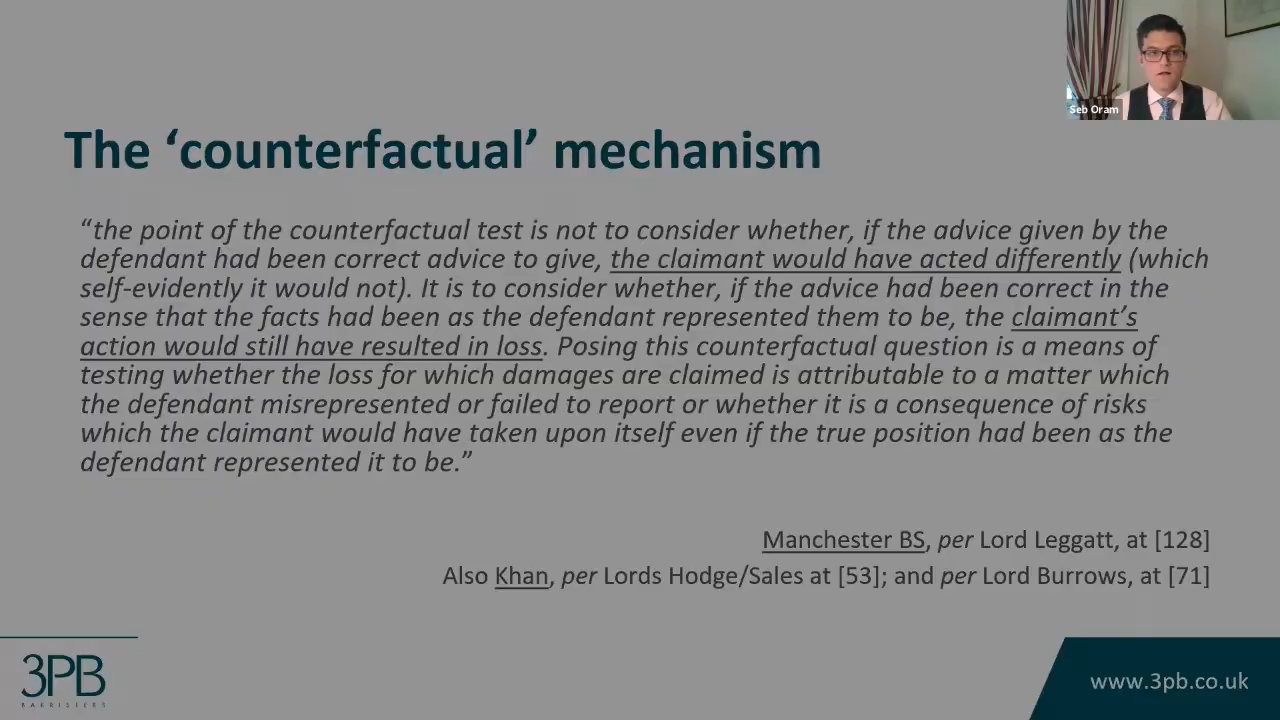 Seb Oram
The ‘counterfactual’ mechanism
“the point of the counterfactual test is not to consider whether, if the advice given by the
defendant had been correct advice to give, the claimant would have acted differently (which
self-evidently it would not). It is to consider whether, if the advice had been correct in the
sense that the facts had been as the defendant represented them to be, the claimant’s
action would still have resulted in loss. Posing this counterfactual question is a means of
testing whether the loss for which damages are claimed is attributable to a matter which
the defendant misrepresented or failed to report or whether it is a consequence of risks
which the claimant would have taken upon itself even if the true position had been as the
defendant represented it to be.”
Manchester BS, per Lord Leggatt, at [128]
Also Khan, per Lords Hodge/Sales at [53]; and per Lord Burrows, at [71]
3PB
BARRISTERS
www.3pb.co.uk